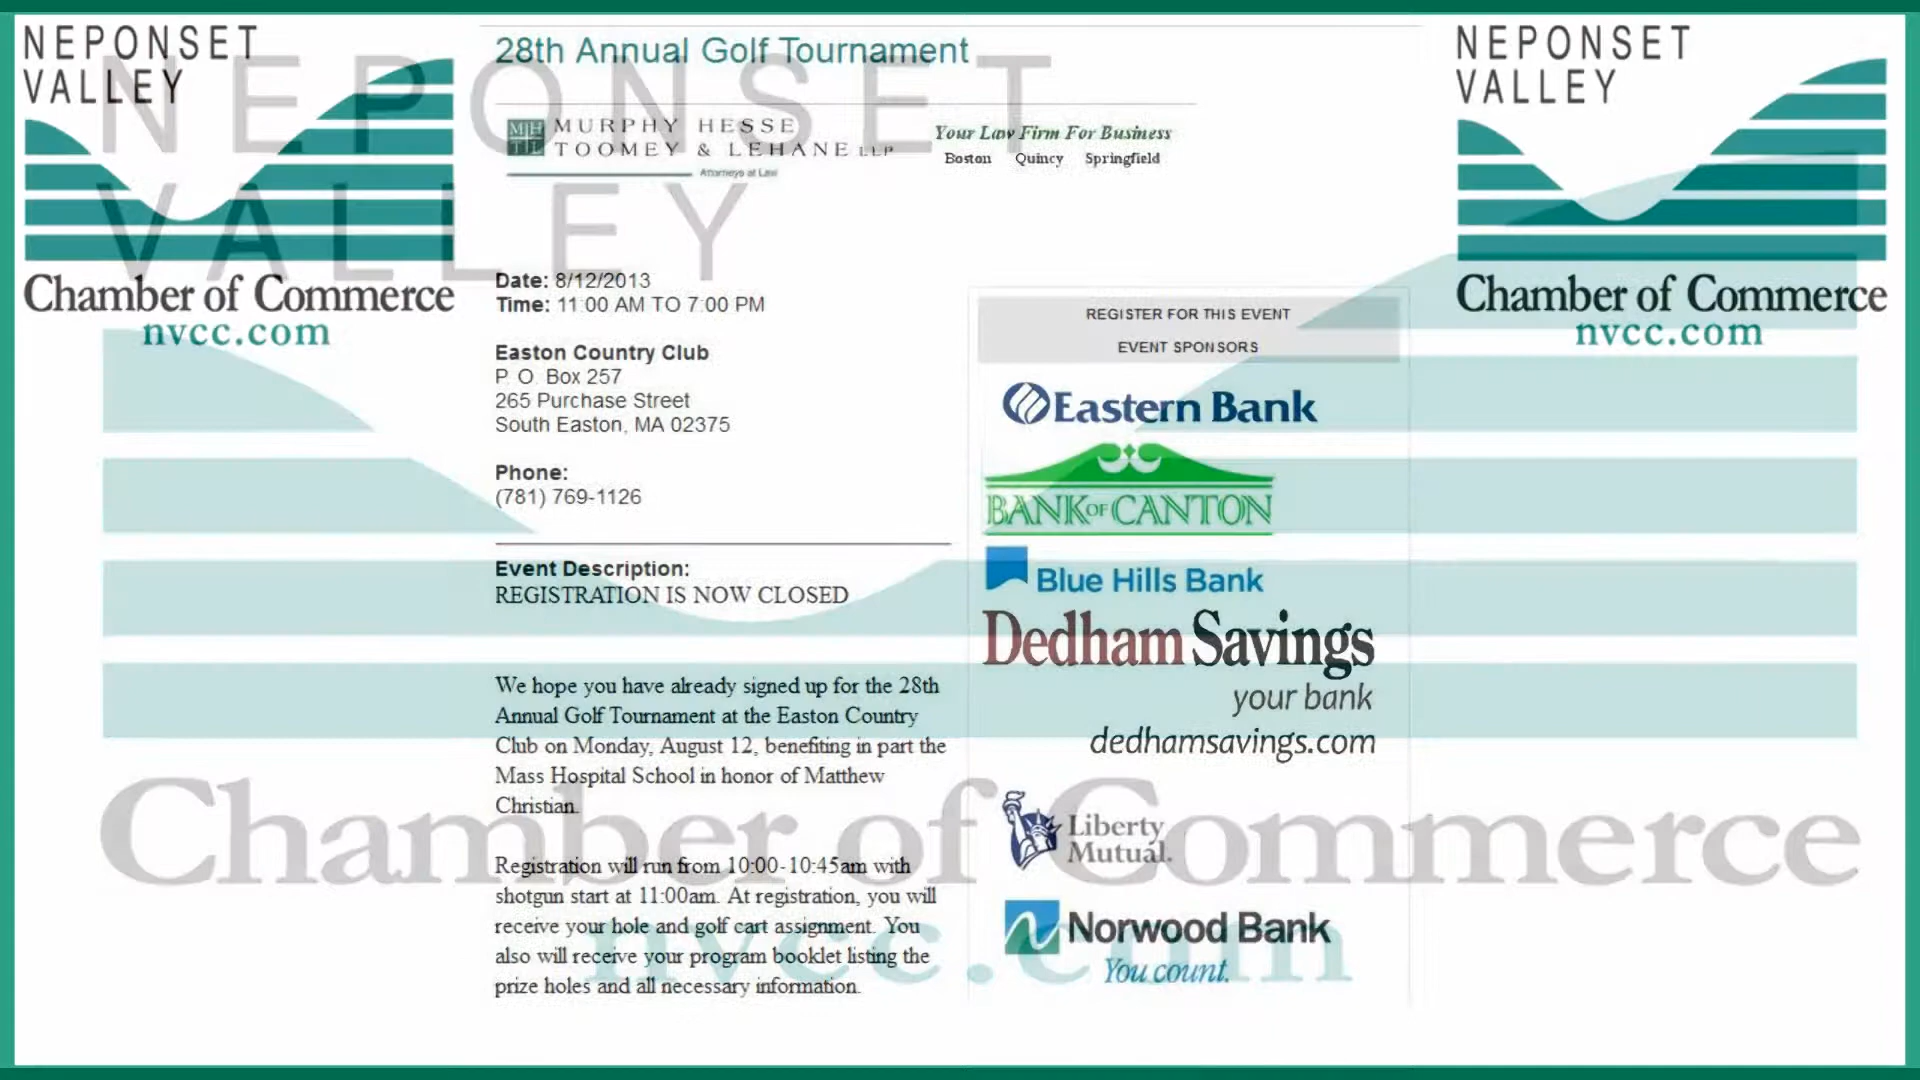 NEPONSET
VALLEY
Chamber of Commerce
nvcc.com
28th Annual Golf Tournament
MHTL
MURPHY HESSE
TOOMEY & LEHANE LLP
Attorneys at Law
Your Law Firm For Business
Boston Quincy Springfield
Date: 8/12/2013
Time: 11:00 AM TO 7:00 PM
Easton Country Club
P. O. Box 257
265 Purchase Street
South Easton, MA 02375
Phone:
(781) 769-1126
Event Description:
REGISTRATION IS NOW CLOSED
We hope you have already signed up for the 28th
Annual Golf Tournament at the Easton Country
Club on Monday, August 12, benefiting in part the
Mass Hospital School in honor of Matthew
Christian.
Registration will run from 10:00-10:45am with
shotgun start at 11:00am. At registration, you will
receive your hole and golf cart assignment. You
also will receive your program booklet listing the
prize holes and all necessary information.
REGISTER FOR THIS EVENT
EVENT SPONSORS
Eastern Bank
BANK OF CANTON
Blue Hills Bank
Dedham Savings
your bank
dedhamsavings.com
Liberty
Mutual.
Norwood Bank
You count.
NEPONSET
VALLEY
Chamber of Commerce
nvcc.com
NEPONSET
VALLEY
Chamber of Commerce
nvcc.com